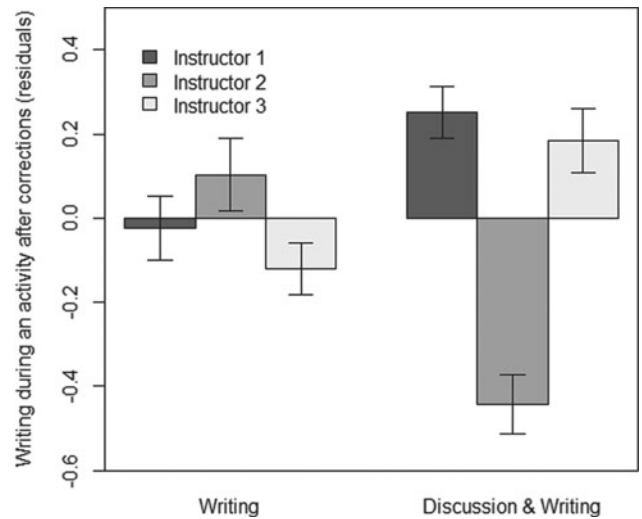 Writing during an activity after corrections (residuals)
0.4
0.2
0.0
-0.2
-0.4
-0.6
Instructor 1
Instructor 2
Instructor 3
Writing
Discussion & Writing